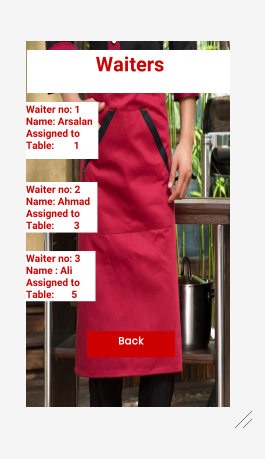 Waiters
Waiter no: 1
Name: Arsalan
Assigned to
Table: 1
Waiter no: 2
Name: Ahmad
Assigned to
Table: 3
Waiter no: 3
Name : Ali
Assigned to
Table: 5
Back